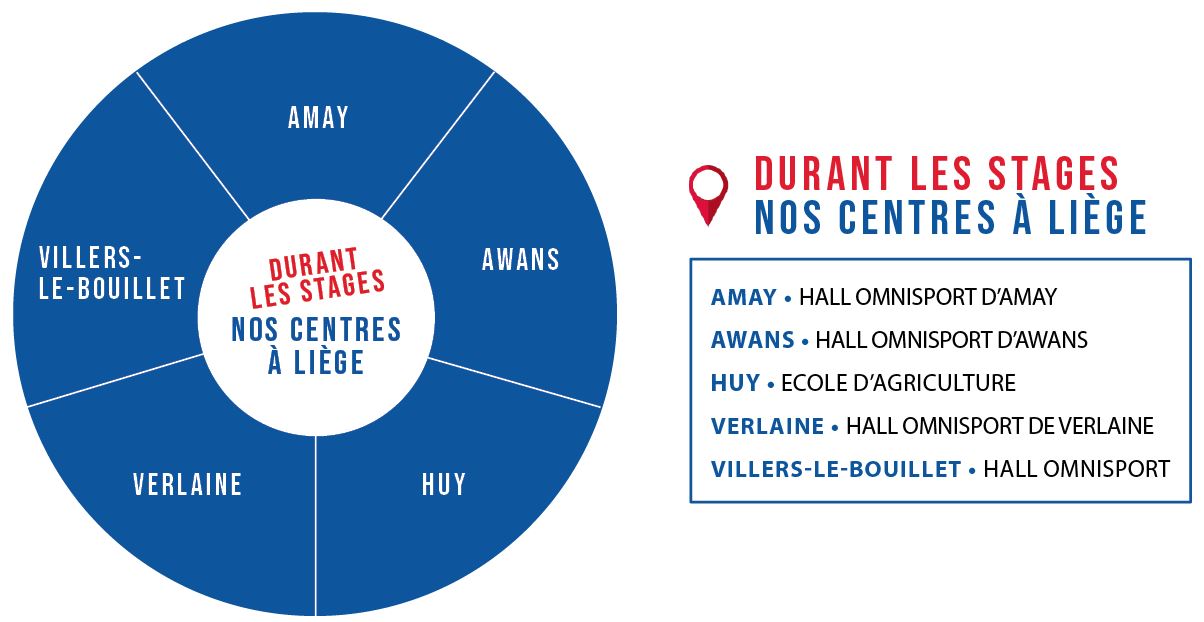 AMAY
AWANS
VILLERS-
LE-BOUILLET
DURANT
LES STAGES
NOS CENTRES
À LIÈGE
VERLAINE
HUY
DURANT LES STAGES
NOS CENTRES À LIÈGE
AMAY • HALL OMNISPORT D'AMAY
AWANS • HALL OMNISPORT D'AWANS
HUY • ECOLE D'AGRICULTURE
VERLAINE • HALL OMNISPORT DE VERLAINE
VILLERS-LE-BOUILLET • HALL OMNISPORT